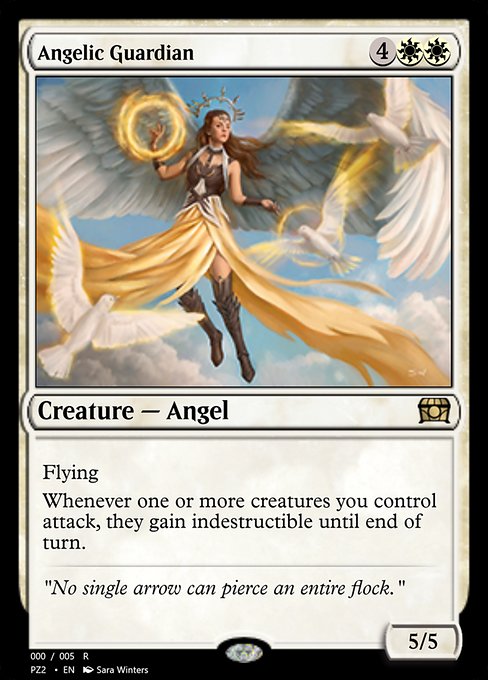 Angelic Guardian 4
Creature — Angel
Flying
Whenever one or more creatures you control
attack, they gain indestructible until end of
turn.
"No single arrow can pierce an entire flock."
5/5
000 / 005 R
PZ2 • EN Sara Winters